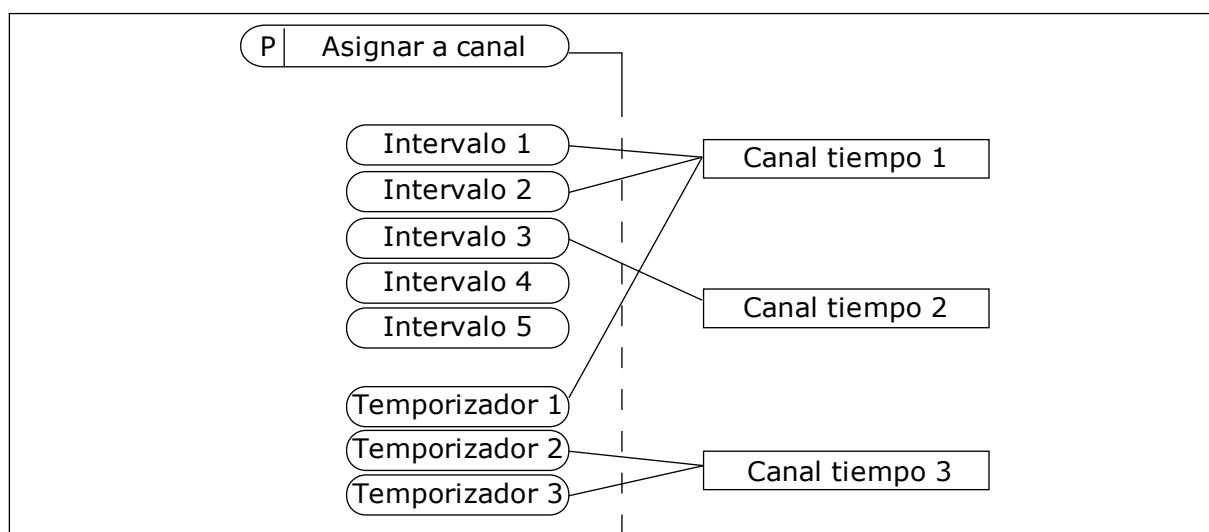 P Asignar a canal
Intervalo 1
Canal tiempo 1
Intervalo 2
Intervalo 3
Intervalo 4
Canal tiempo 2
Intervalo 5
Temporizador 1
Temporizador 2
Canal tiempo 3
Temporizador 3